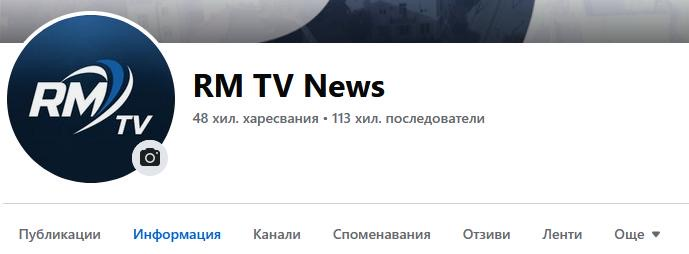 RM
TV
RM TV News
48 хил. харесвания • 113 хил. последователи
Публикации Информация Канали Споменавания Отзиви Ленти Още